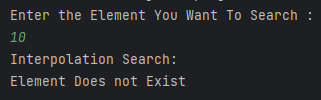 Enter the Element You Want To Search :
10
Interpolation Search:
Element Does not Exist